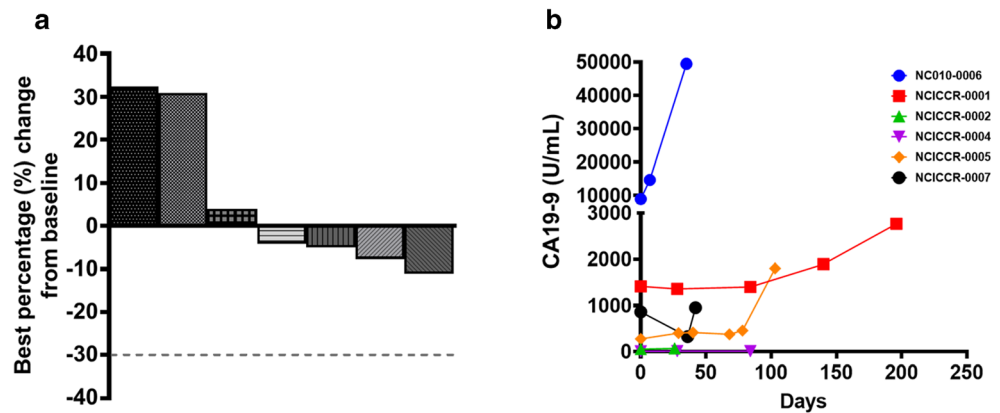 a
Best percentage (%) change
from baseline
40
30
20
10
0
-10
-20
-30
-40
b
CA19-9 (U/mL)
50000
40000
30000
20000
10000
3000
2000
1000
0
0 50 100 150 200 250
Days
NC010-0006
NCICCR-0001
NCICCR-0002
NCICCR-0004
NCICCR-0005
NCICCR-0007